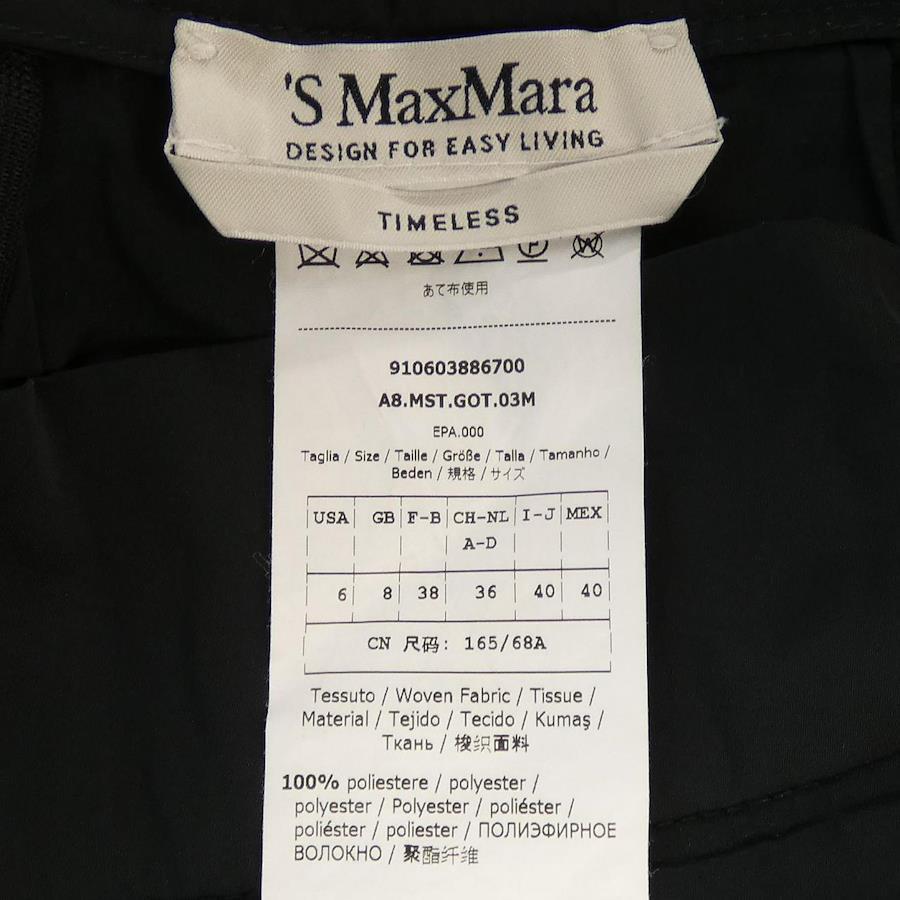 'S MaxMara
DESIGN FOR EASY LIVING
TIMELESS
あて布使用
910603886700
A8.MST.GOT.03M
EPA.000
Taglia / Size / Taille / Größe / Talla / Tamanho /
Beden / 規格 / サイズ
USA GB F-B CH-NL I-J MEX
A-D
6 8 38 36 40 40
CN 尺码: 165/68A
Tessuto / Woven Fabric / Tissue /
Material / Tejido / Tecido / Kumaş /
Ткань / 梭织面料
100% poliestere / polyester /
polyester / Polyester / poliéster /
poliéster / poliester / ПОЛИЭФИРНОЕ
ВОЛОКНО / 聚酯纤维